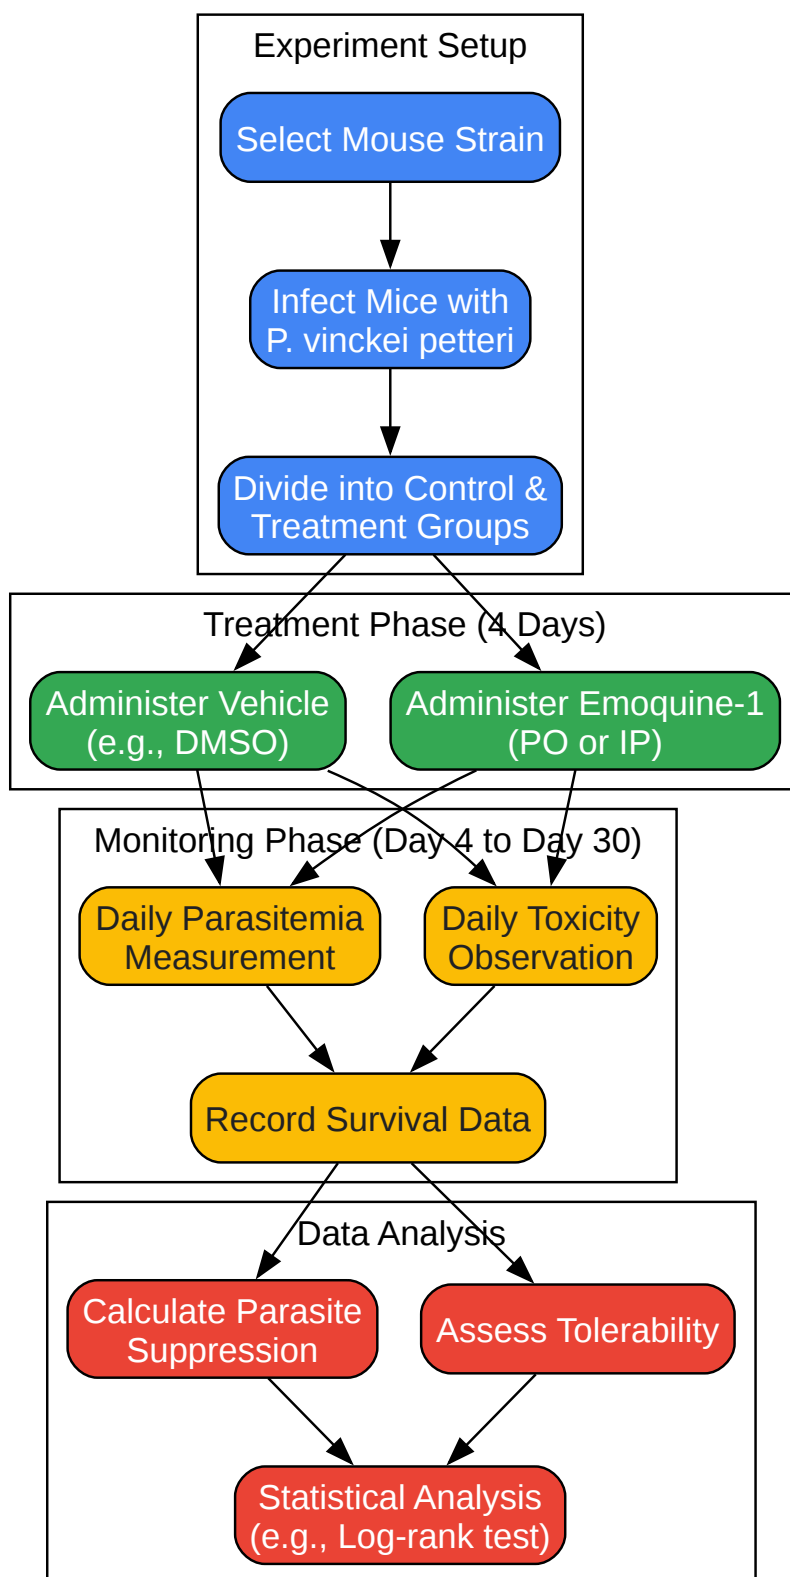 Experiment Setup
Select Mouse Strain
Infect Mice with
P. vinckei petteri
Divide into Control &
Treatment Groups
Treatment Phase (4 Days)
Administer Vehicle
(e.g., DMSO)
Administer Emoquine-1
(PO or IP)
Monitoring Phase (Day 4 to Day 30)
Daily Parasitemia
Measurement
Daily Toxicity
Observation
Record Survival Data
Data Analysis
Calculate Parasite
Suppression
Assess Tolerability
Statistical Analysis
(e.g., Log-rank test)